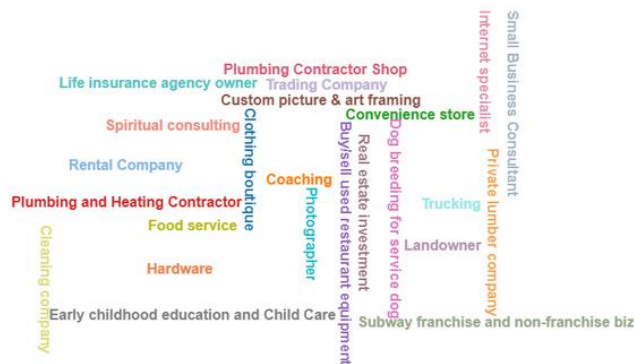 Internet specialist
Small Business Consultant
Plumbing Contractor Shop
Life insurance agency owner
Trading Company
Custom picture & art framing
Convenience store
Spiritual consulting
Clothing boutique
Buy/sell used restaurant equipment
Real estate investment
Dog breeding for service dog
Private lumber company
Rental Company
Coaching
Photographer
Plumbing and Heating Contractor
Trucking
Food service
Cleaning company
Landowner
Hardware
Early childhood education and Child Care
Subway franchise and non-franchise biz